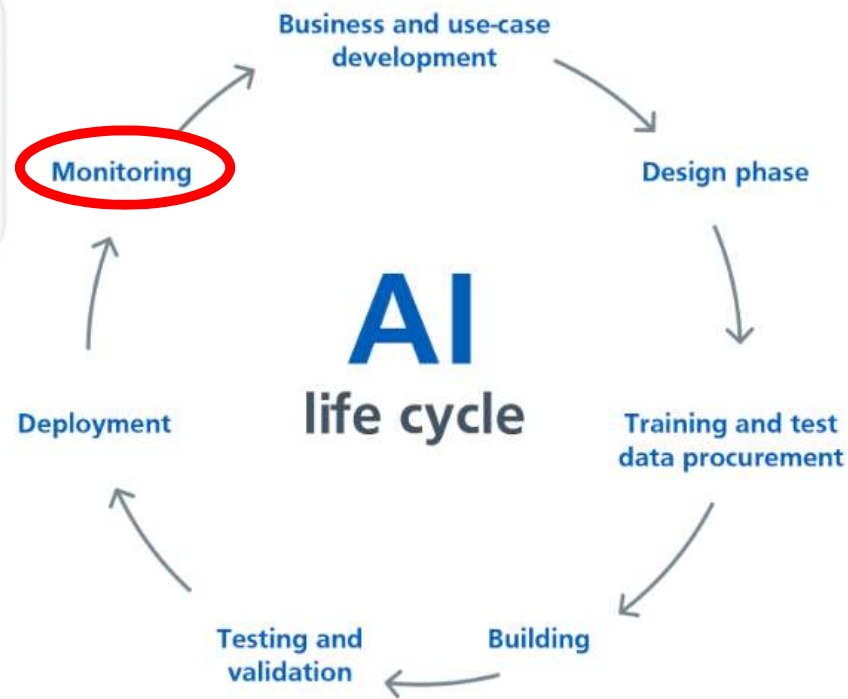 Business and use-case
development
Monitoring
Design phase
AI
life cycle
Deployment
Training and test
data procurement
Testing and
validation
Building